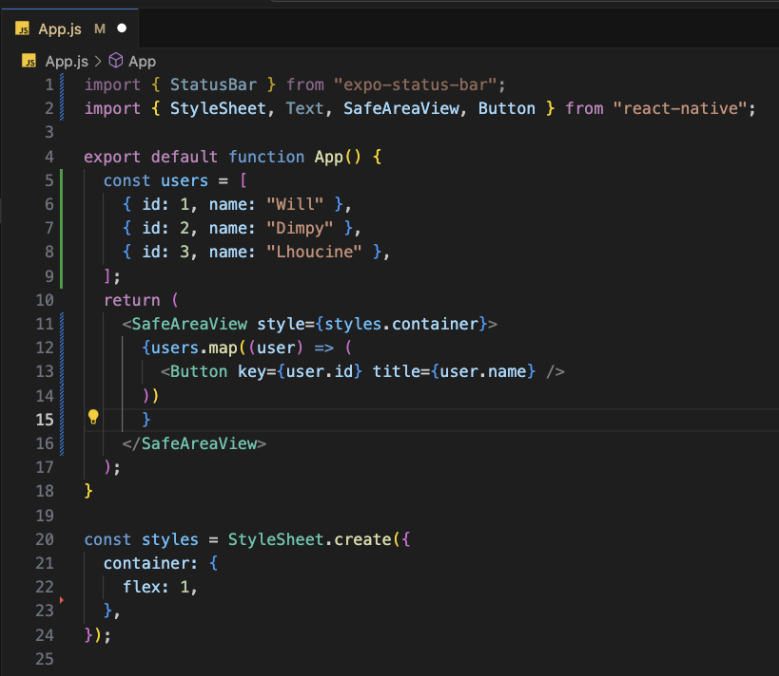 JS App.js M
JS App.js > App
1 import { StatusBar } from "expo-status-bar";
2 import { StyleSheet, Text, SafeAreaView, Button } from "react-native";
3
4 export default function App() {
5   const users = [
6     { id: 1, name: "Will" },
7     { id: 2, name: "Dimpy" },
8     { id: 3, name: "Lhoucine" },
9   ];
10   return (
11     <SafeAreaView style={styles.container}>
12       {users.map((user) => (
13         <Button key={user.id} title={user.name} />
14       ))
15       }
16     </SafeAreaView>
17   );
18 }
19
20 const styles = StyleSheet.create({
21   container: {
22     flex: 1,
23   },
24 });
25